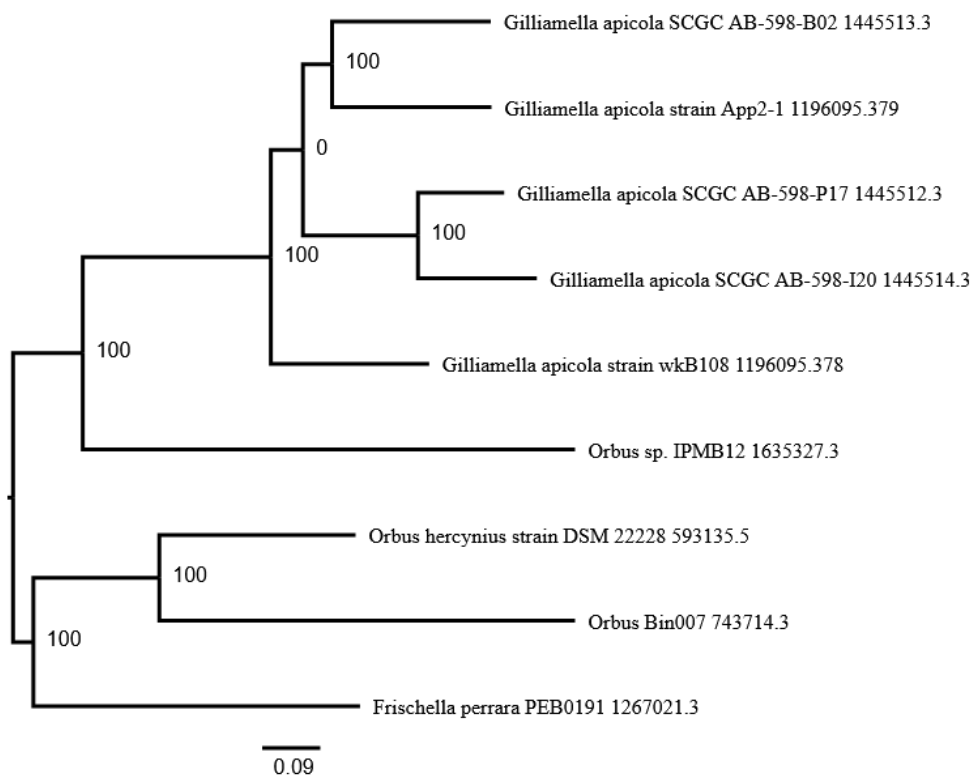 Gilliamella apicola SCGC AB-598-B02 1445513.3
100
Gilliamella apicola strain App2-1 1196095.379
0
Gilliamella apicola SCGC AB-598-P17 1445512.3
100
100
Gilliamella apicola SCGC AB-598-I20 1445514.3
100
Gilliamella apicola strain wkB108 1196095.378
Orbus sp. IPMB12 1635327.3
Orbus hercynius strain DSM 22228 593135.5
100
Orbus Bin007 743714.3
100
Frischella perrara PEB0191 1267021.3
0.09